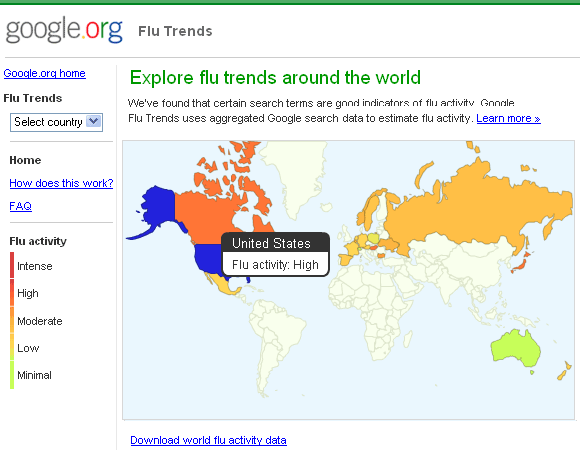 google.org Flu Trends
Google.org home
Flu Trends
Select country
Home
How does this work?
FAQ
Flu activity
Intense
High
Moderate
Low
Minimal
Explore flu trends around the world
We've found that certain search terms are good indicators of flu activity. Google
Flu Trends uses aggregated Google search data to estimate flu activity. Learn more »
United States
Flu activity: High
Download world flu activity data